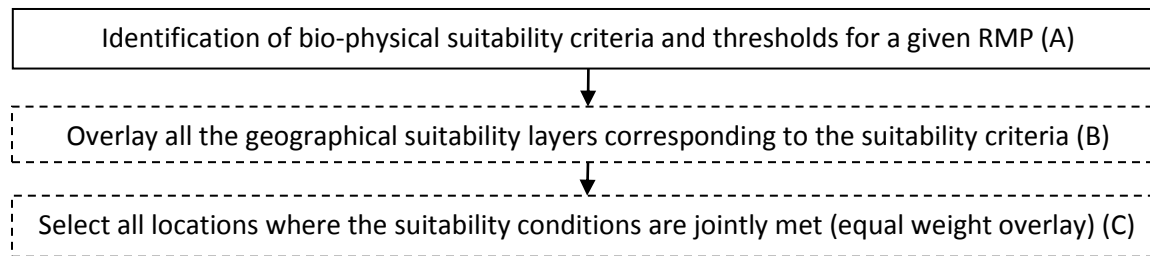 Identification of bio-physical suitability criteria and thresholds for a given RMP (A)
Overlay all the geographical suitability layers corresponding to the suitability criteria (B)
Select all locations where the suitability conditions are jointly met (equal weight overlay) (C)